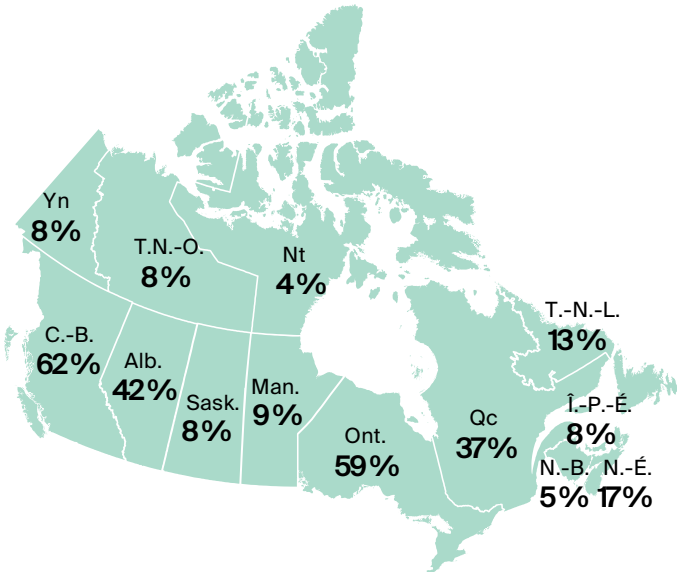 Yn
8%
T.N.-O.
8%
Nt
4%
C.-B.
62%
Alb.
42%
Sask.
8%
Man.
9%
Ont.
59%
Qc
37%
T.-N.-L.
13%
Î.-P.-É.
8%
N.-B.
5%
N.-É.
17%